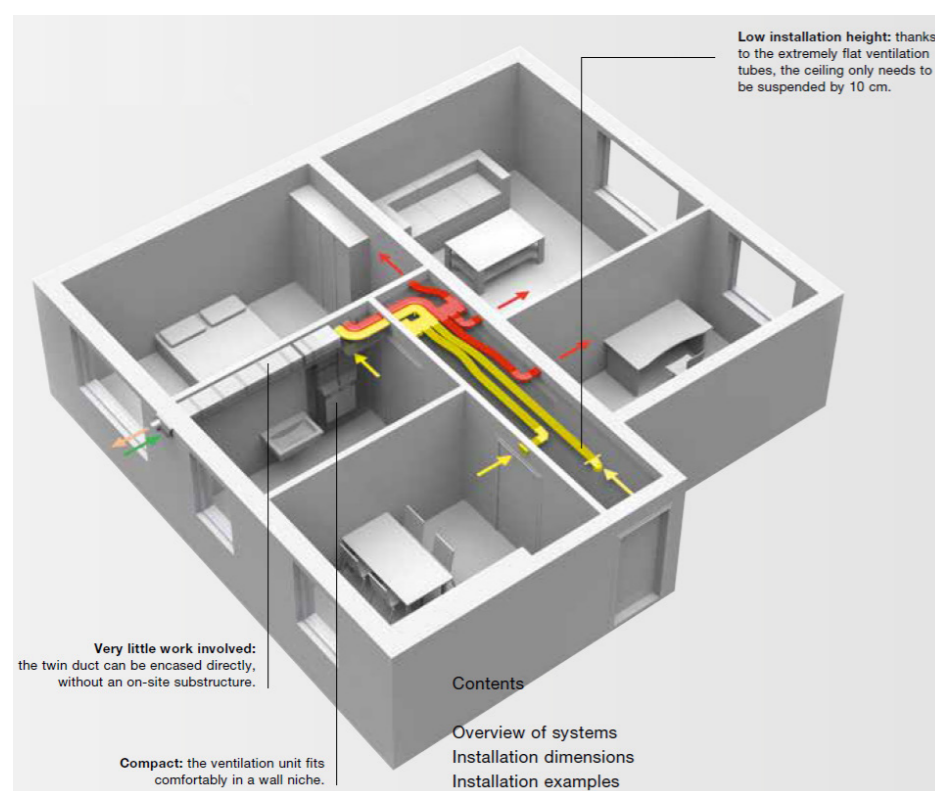 Low installation height: thanks
to the extremely flat ventilation
tubes, the ceiling only needs to
be suspended by 10 cm.
Very little work involved:
the twin duct can be encased directly,
without an on-site substructure.
Compact: the ventilation unit fits
comfortably in a wall niche.
Contents
Overview of systems
Installation dimensions
Installation examples